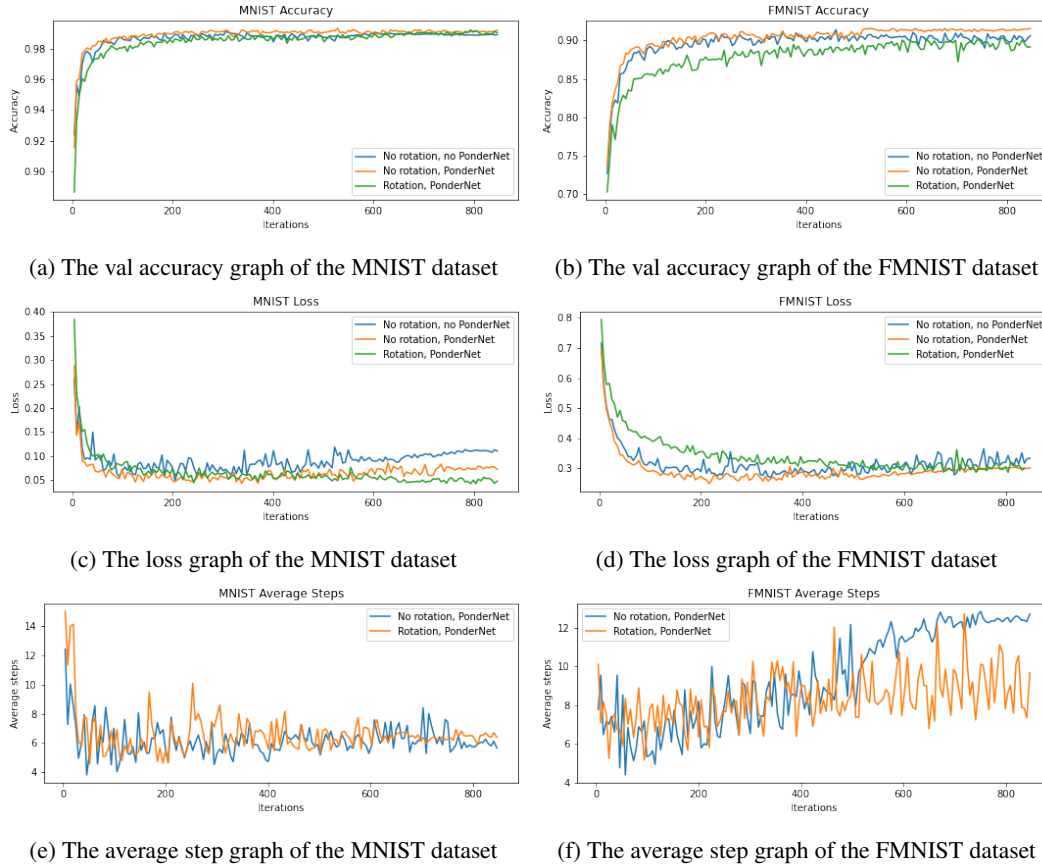 MNIST Accuracy
Accuracy
0.98
0.96
0.94
0.92
0.90
No rotation, no PonderNet
No rotation, PonderNet
Rotation, PonderNet
0 200 400 600 800
Iterations
(a) The val accuracy graph of the MNIST dataset
FMNIST Accuracy
Accuracy
0.90
0.85
0.80
0.75
0.70
No rotation, no PonderNet
No rotation, PonderNet
Rotation, PonderNet
0 200 400 600 800
Iterations
(b) The val accuracy graph of the FMNIST dataset
MNIST Loss
Loss
0.40
0.35
0.30
0.25
0.20
0.15
0.10
0.05
No rotation, no PonderNet
No rotation, PonderNet
Rotation, PonderNet
0 200 400 600 800
Iterations
(c) The loss graph of the MNIST dataset
FMNIST Loss
Loss
0.8
0.7
0.6
0.5
0.4
0.3
No rotation, no PonderNet
No rotation, PonderNet
Rotation, PonderNet
0 200 400 600 800
Iterations
(d) The loss graph of the FMNIST dataset
MNIST Average Steps
Average steps
14
12
10
8
6
4
No rotation, PonderNet
Rotation, PonderNet
0 200 400 600 800
Iterations
(e) The average step graph of the MNIST dataset
FMNIST Average Steps
Average steps
12
10
8
6
4
No rotation, PonderNet
Rotation, PonderNet
0 200 400 600 800
Iterations
(f) The average step graph of the FMNIST dataset